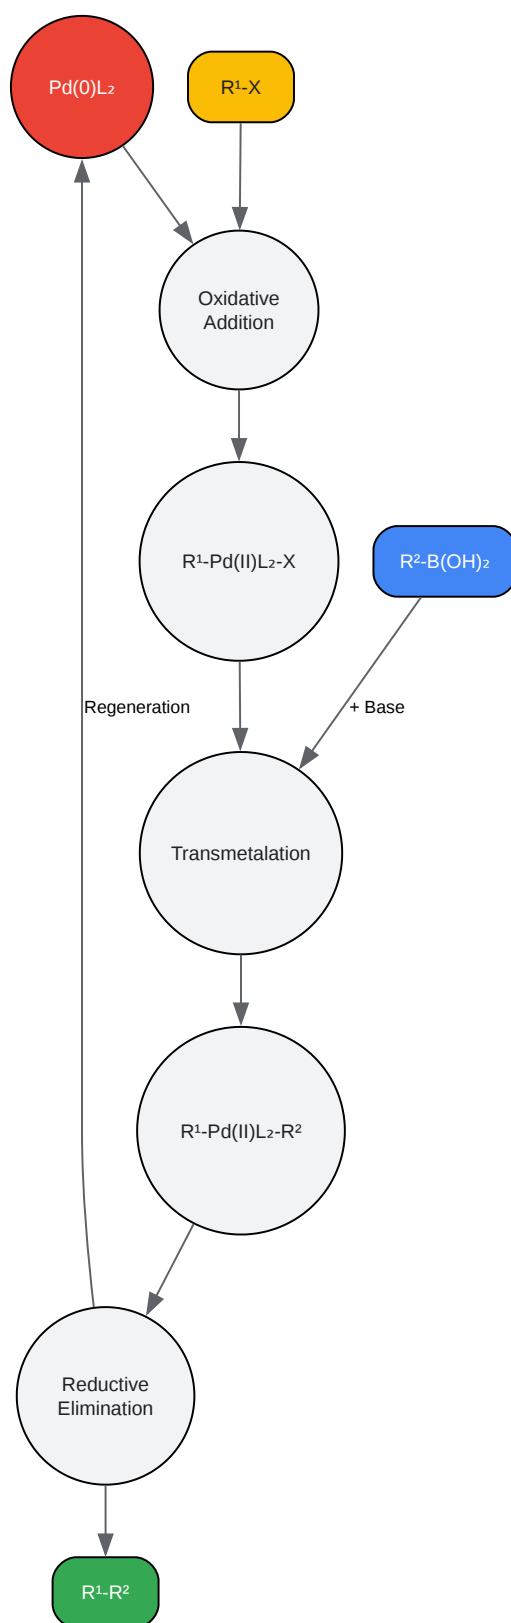 Pd(0)L₂
R¹-X
Oxidative
Addition
R¹-Pd(II)L₂-X
R²-B(OH)₂
Regeneration
+ Base
Transmetalation
R¹-Pd(II)L₂-R²
Reductive
Elimination
R¹-R²